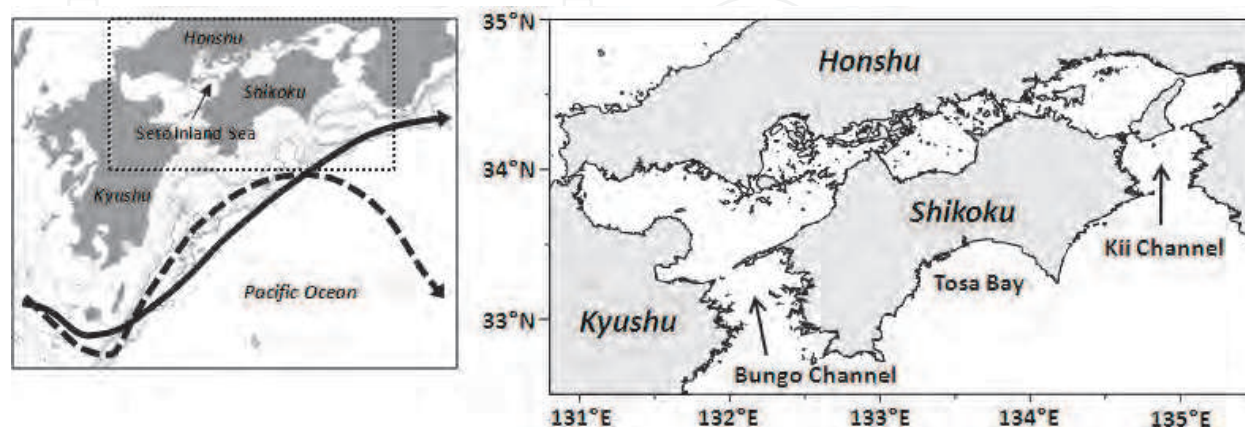 Honshu
Shikoku
Seto Inland Sea
Kyushu
Pacific Ocean
35°N
34°N
33°N
Honshu
Shikoku
Kii Channel
Tosa Bay
Kyushu
Bungo Channel
131°E
132°E
133°E
134°E
135°E